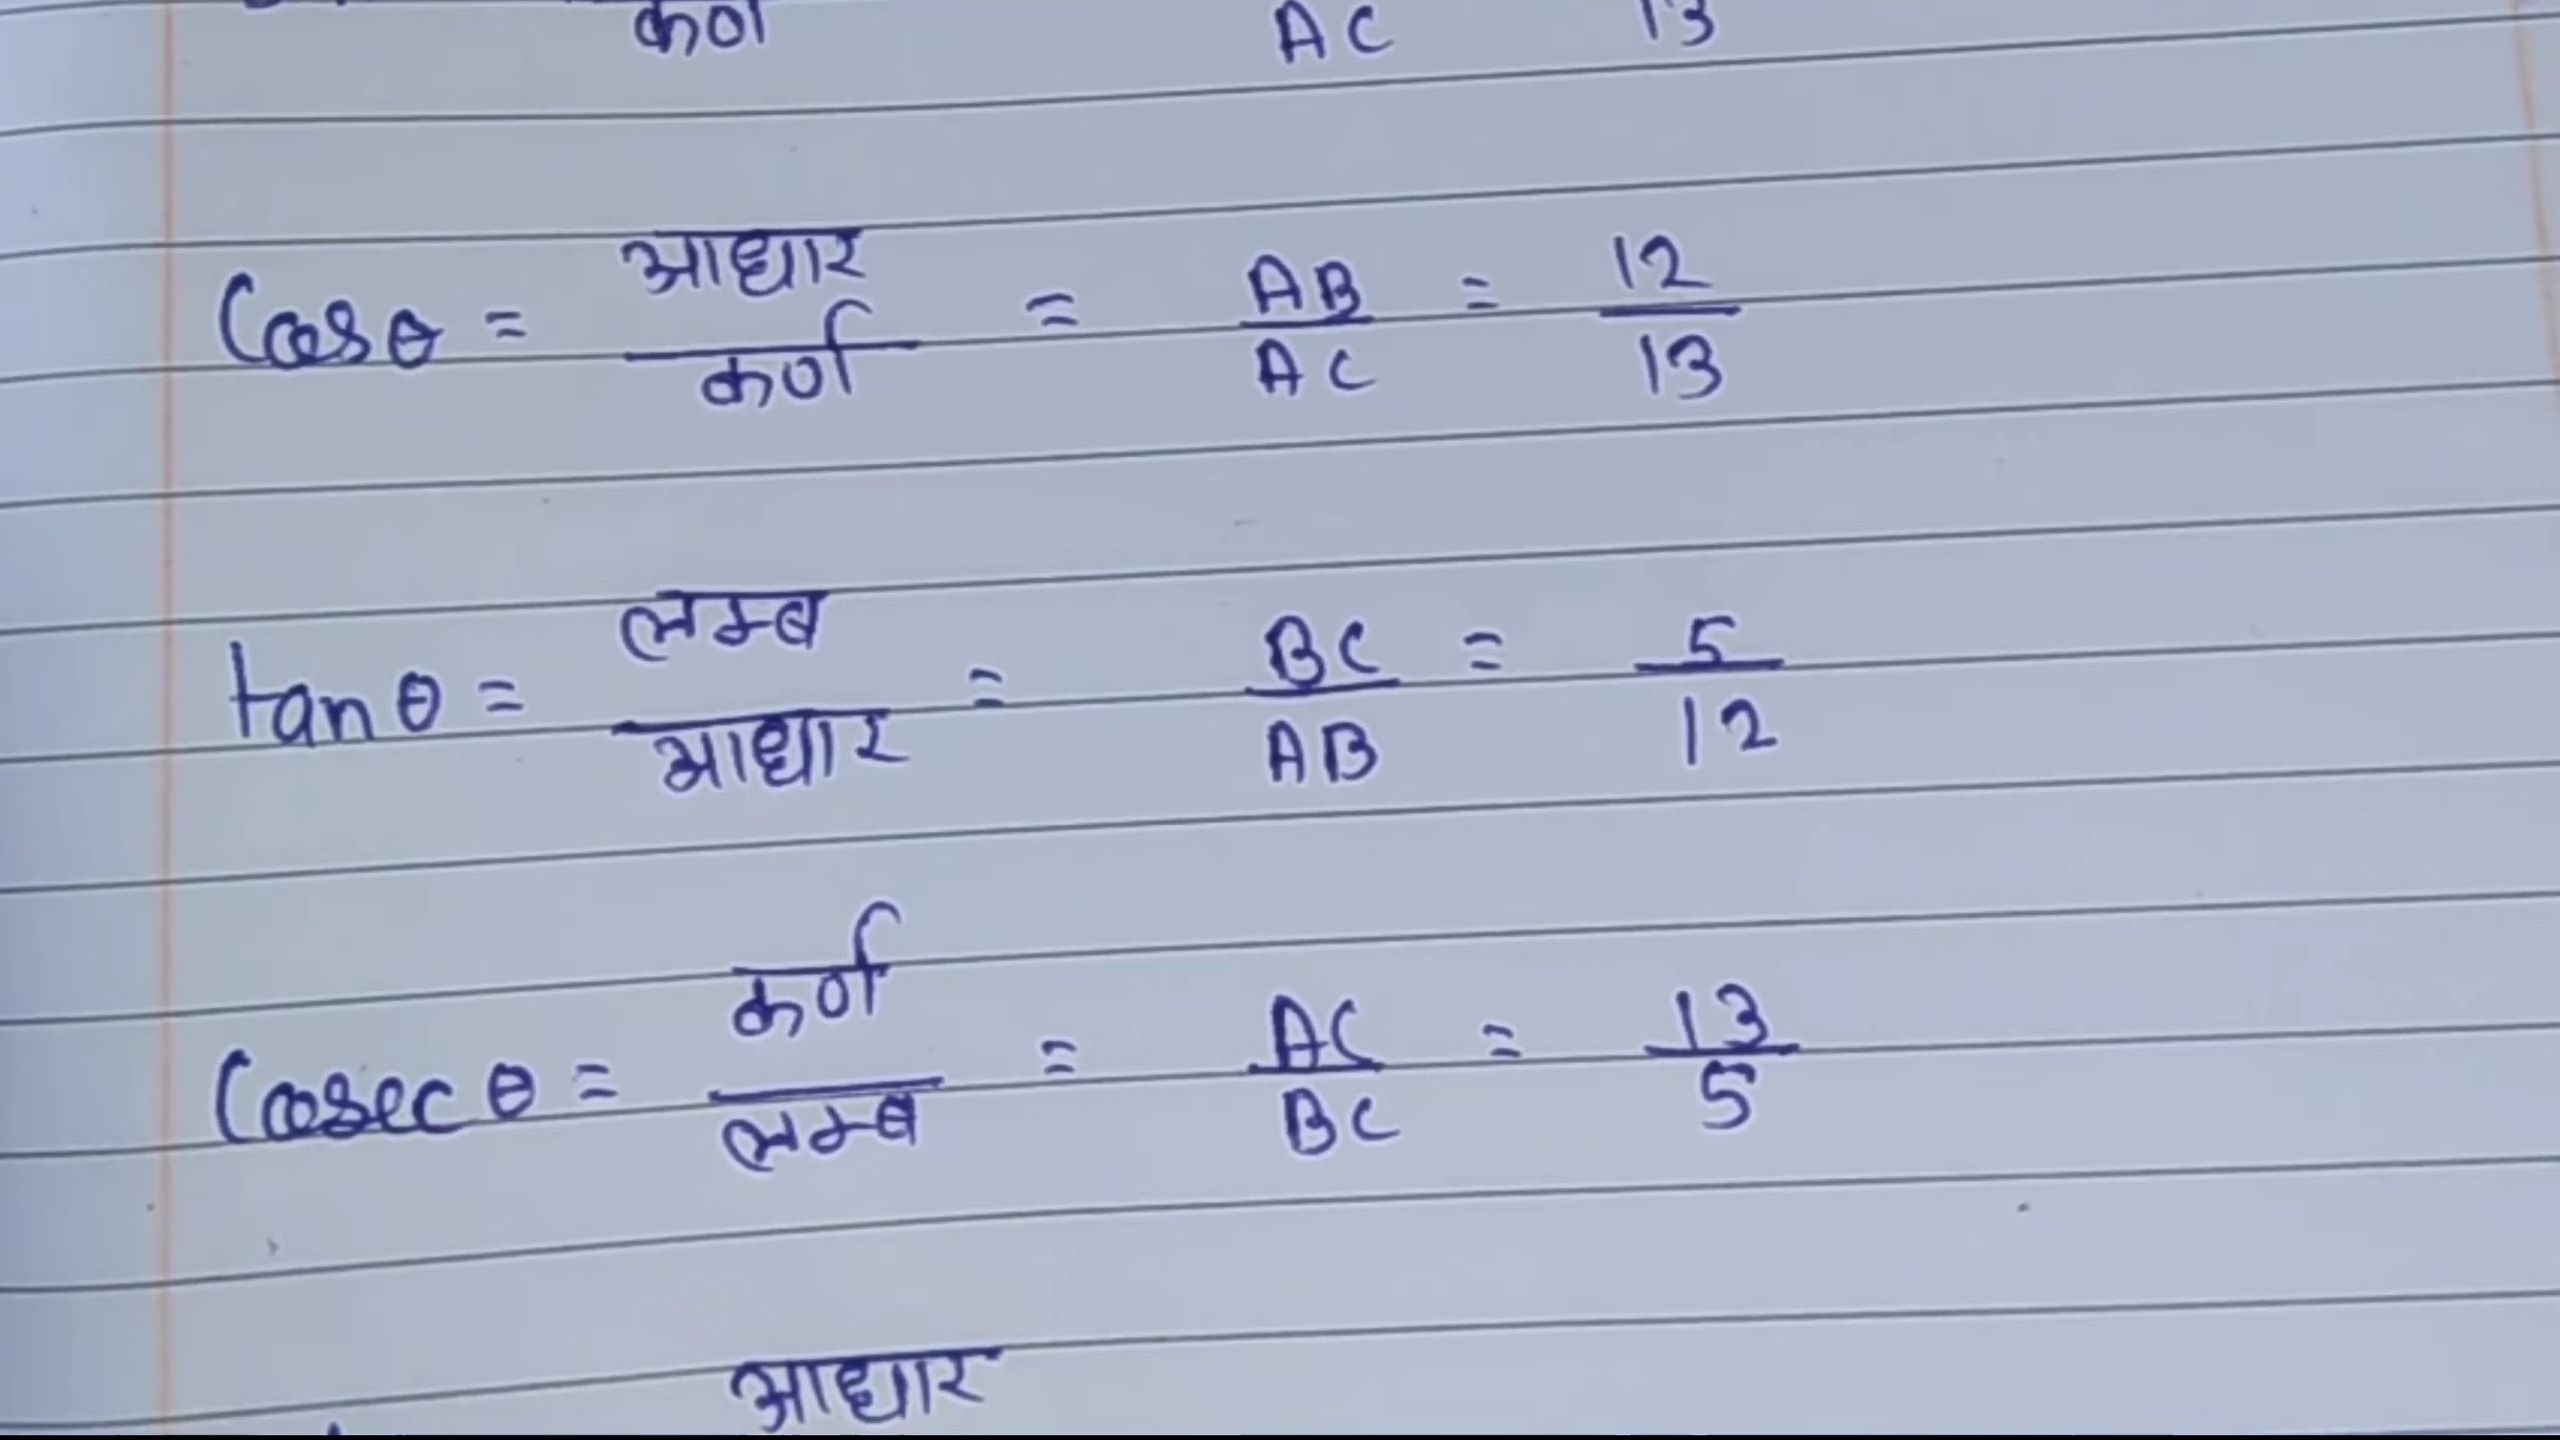 कर्ण AC 13
Cosθ = आधार/कर्ण = AB/AC = 12/13
tanθ = लम्ब/आधार = BC/AB = 5/12
Cosecθ = कर्ण/लम्ब = AC/BC = 13/5
आधार